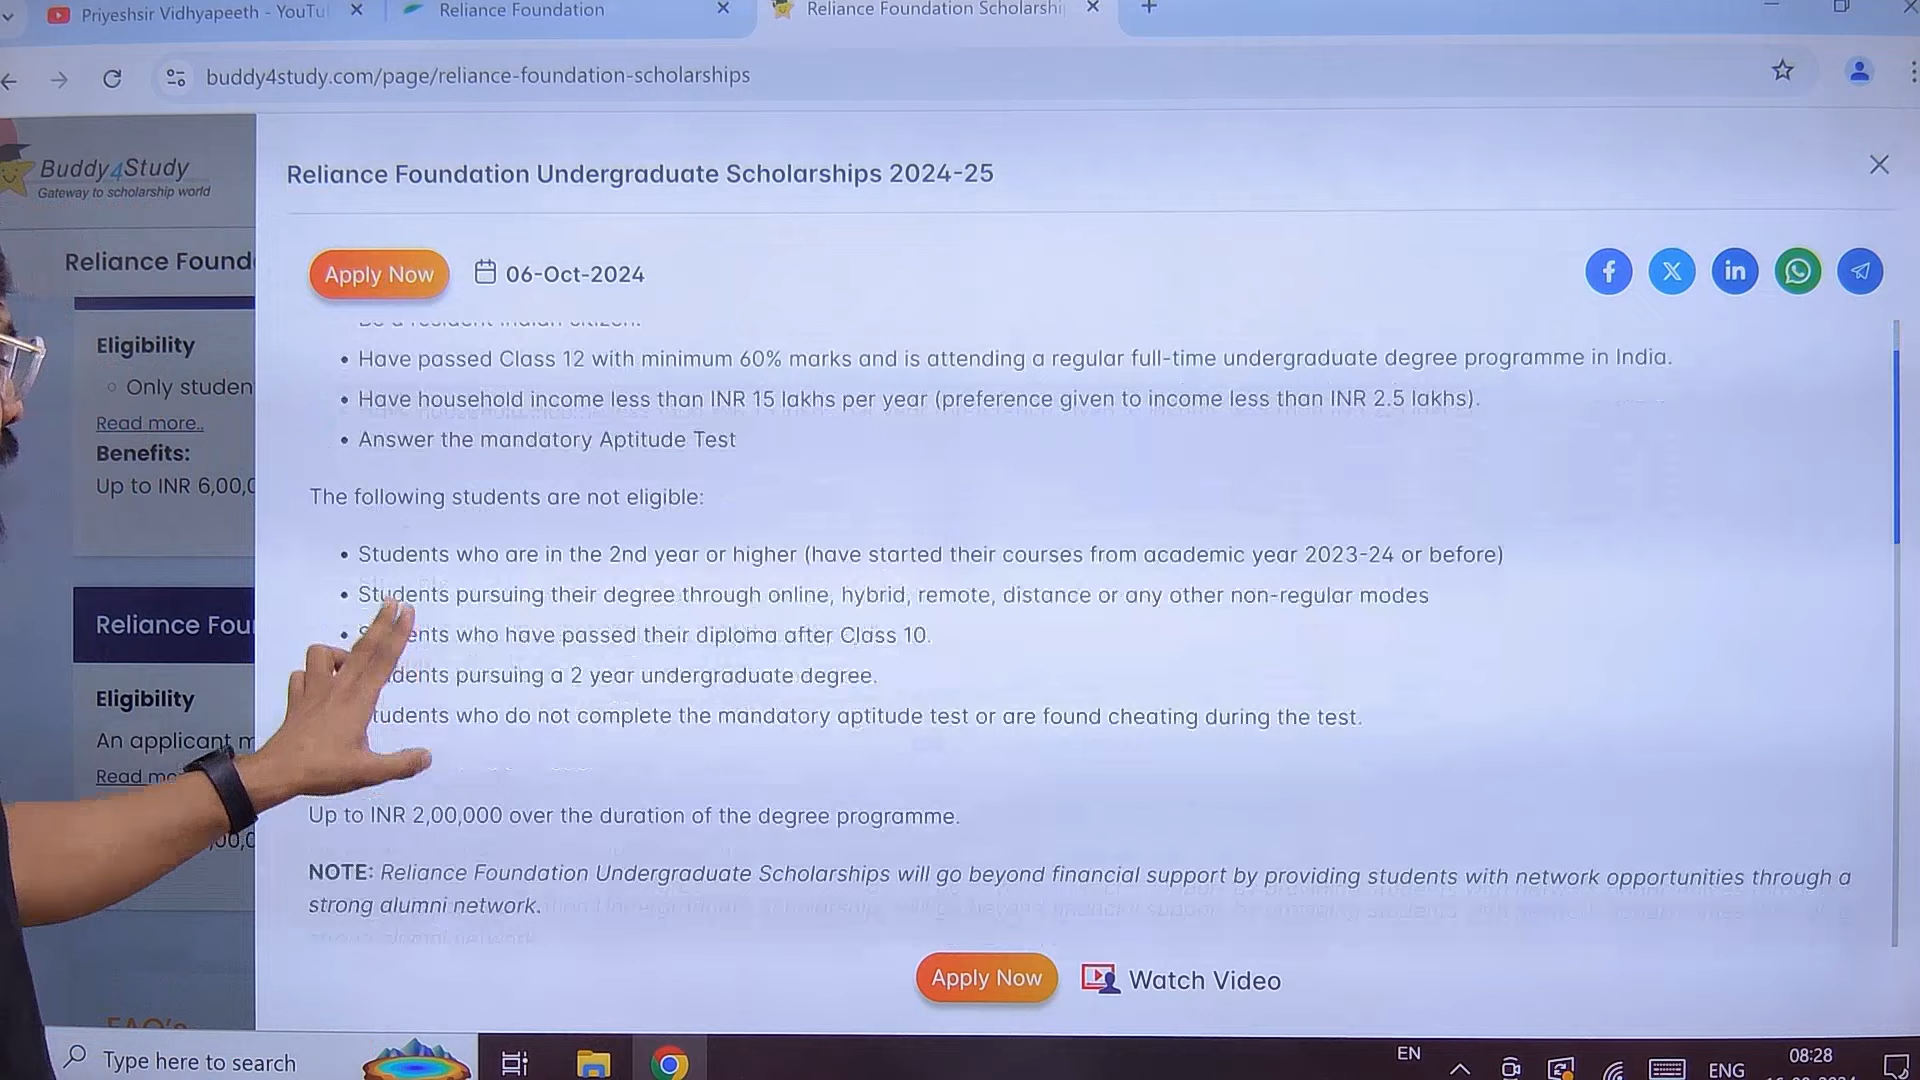 Priyeshsir Vidhyapeeth - YouTu
Reliance Foundation
Reliance Foundation Scholarshi
buddy4study.com/page/reliance-foundation-scholarships
Buddy4Study
Gateway to scholarship world
Reliance Found
Eligibility
Only studen
Read more..
Benefits:
Up to INR 6,00,0
Reliance Fou
Eligibility
An applicant m
Read mo
00,0
FAQ's
Reliance Foundation Undergraduate Scholarships 2024-25
Apply Now
06-Oct-2024
Be a resident Indian citizen.
• Have passed Class 12 with minimum 60% marks and is attending a regular full-time undergraduate degree programme in India.
• Have household income less than INR 15 lakhs per year (preference given to income less than INR 2.5 lakhs).
• Answer the mandatory Aptitude Test
The following students are not eligible:
• Students who are in the 2nd year or higher (have started their courses from academic year 2023-24 or before)
• Students pursuing their degree through online, hybrid, remote, distance or any other non-regular modes
• ents who have passed their diploma after Class 10.
dents pursuing a 2 year undergraduate degree.
tudents who do not complete the mandatory aptitude test or are found cheating during the test.
Up to INR 2,00,000 over the duration of the degree programme.
NOTE: Reliance Foundation Undergraduate Scholarships will go beyond financial support by providing students with network opportunities through a
strong alumni network.
Apply Now
Watch Video
Type here to search
EN
ENG
08:28